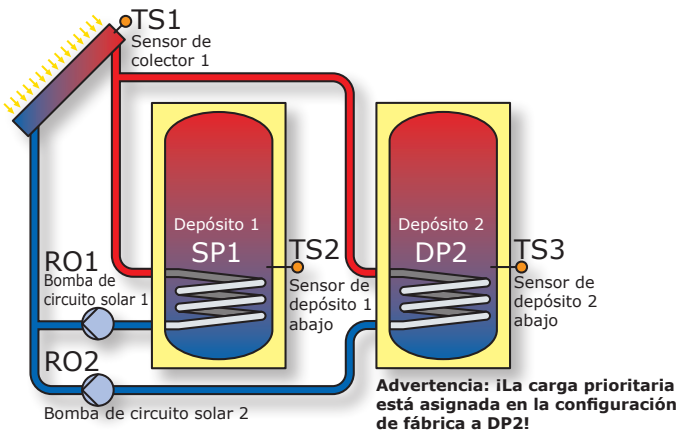 TS1
Sensor de
colector 1
Depósito 1
SP1
TS2
Sensor de
depósito 1
abajo
Depósito 2
DP2
TS3
Sensor de
depósito 2
abajo
RO1
Bomba de
circuito solar 1
RO2
Bomba de circuito solar 2
Advertencia: ¡La carga prioritaria
está asignada en la configuración
de fábrica a DP2!